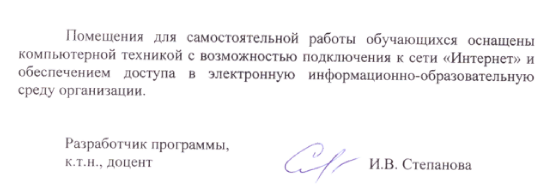 Помещения для самостоятельной работы обучающихся оснащены
компьютерной техникой с возможностью подключения к сети «Интернет» и
обеспечением доступа в электронную информационно-образовательную
среду организации.
Разработчик программы,
к.т.н., доцент
И.В. Степанова